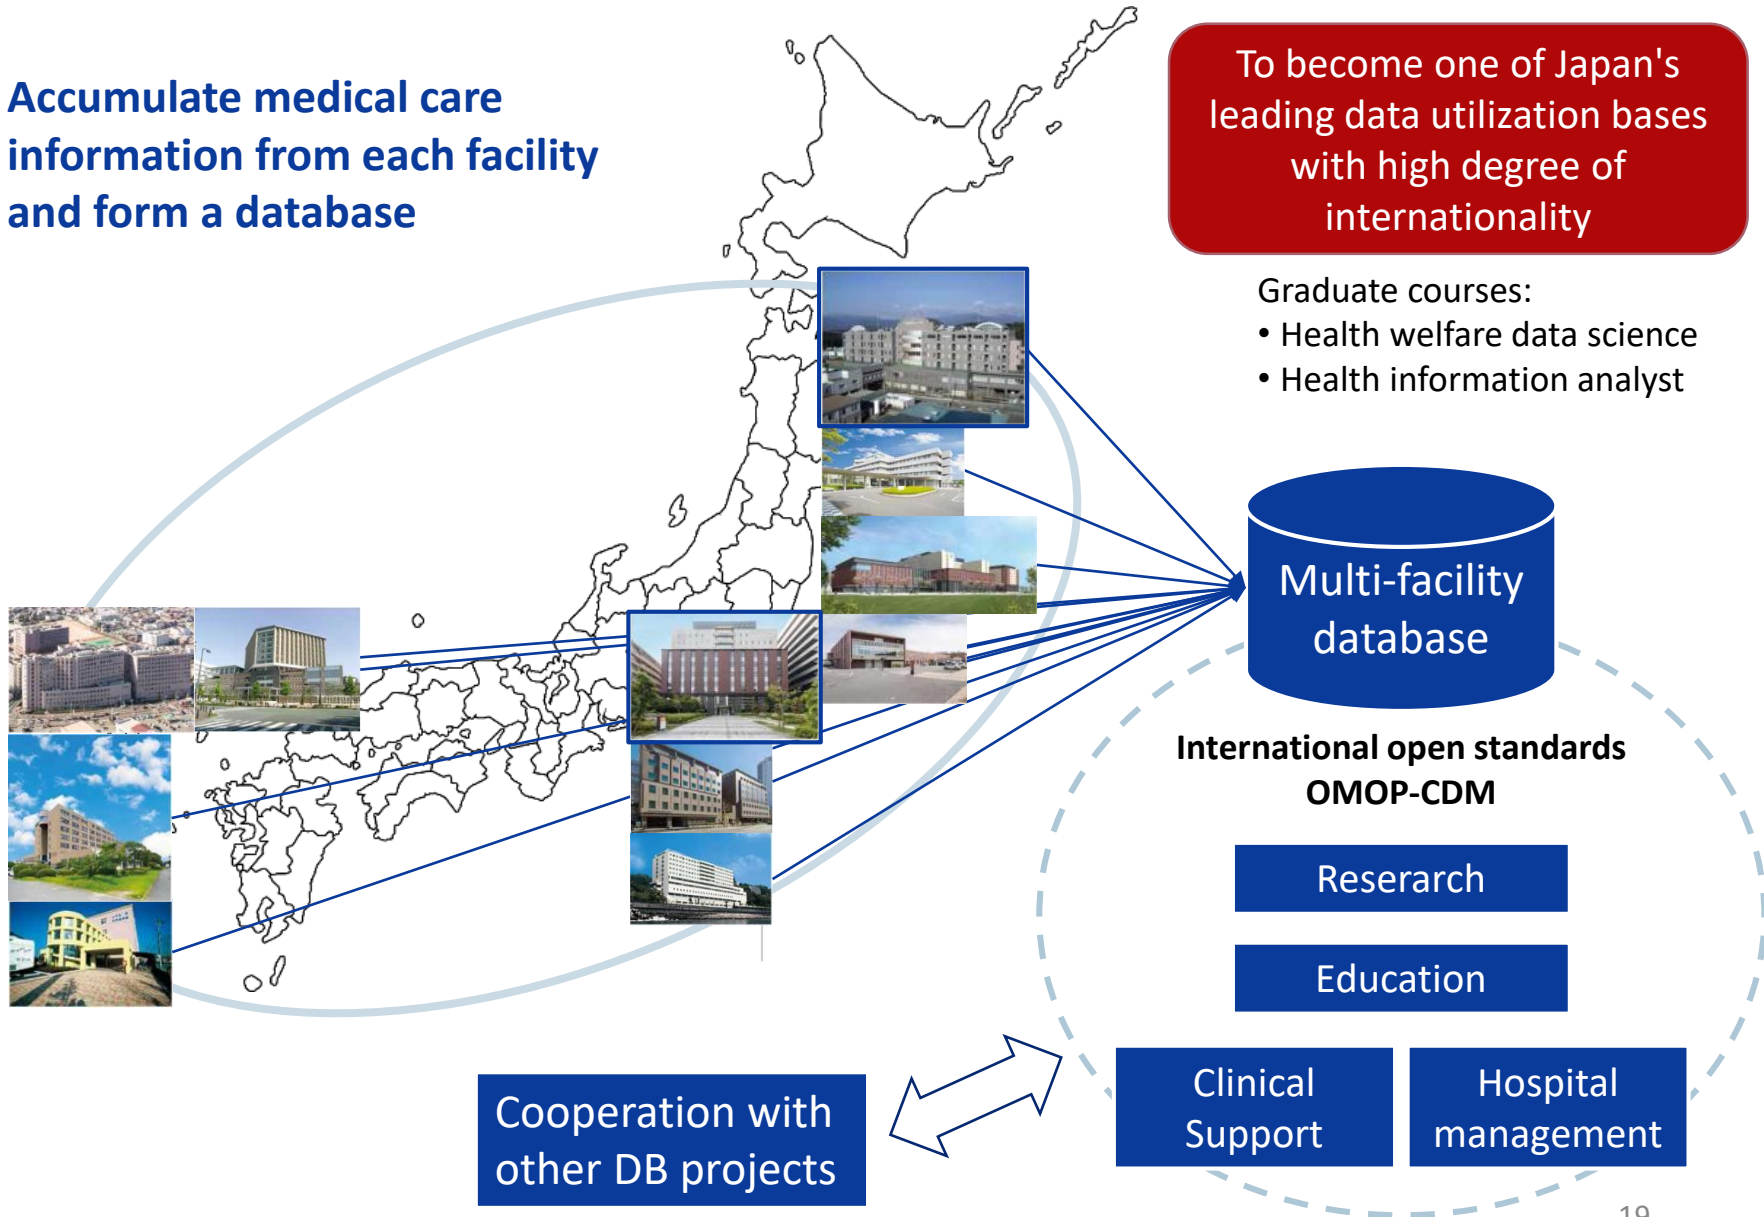 Accumulate medical care
information from each facility
and form a database
To become one of Japan's
leading data utilization bases
with high degree of
internationality
Graduate courses:
• Health welfare data science
• Health information analyst
Multi-facility
database
International open standards
OMOP-CDM
Reserarch
Education
Clinical
Support
Hospital
management
Cooperation with
other DB projects
19